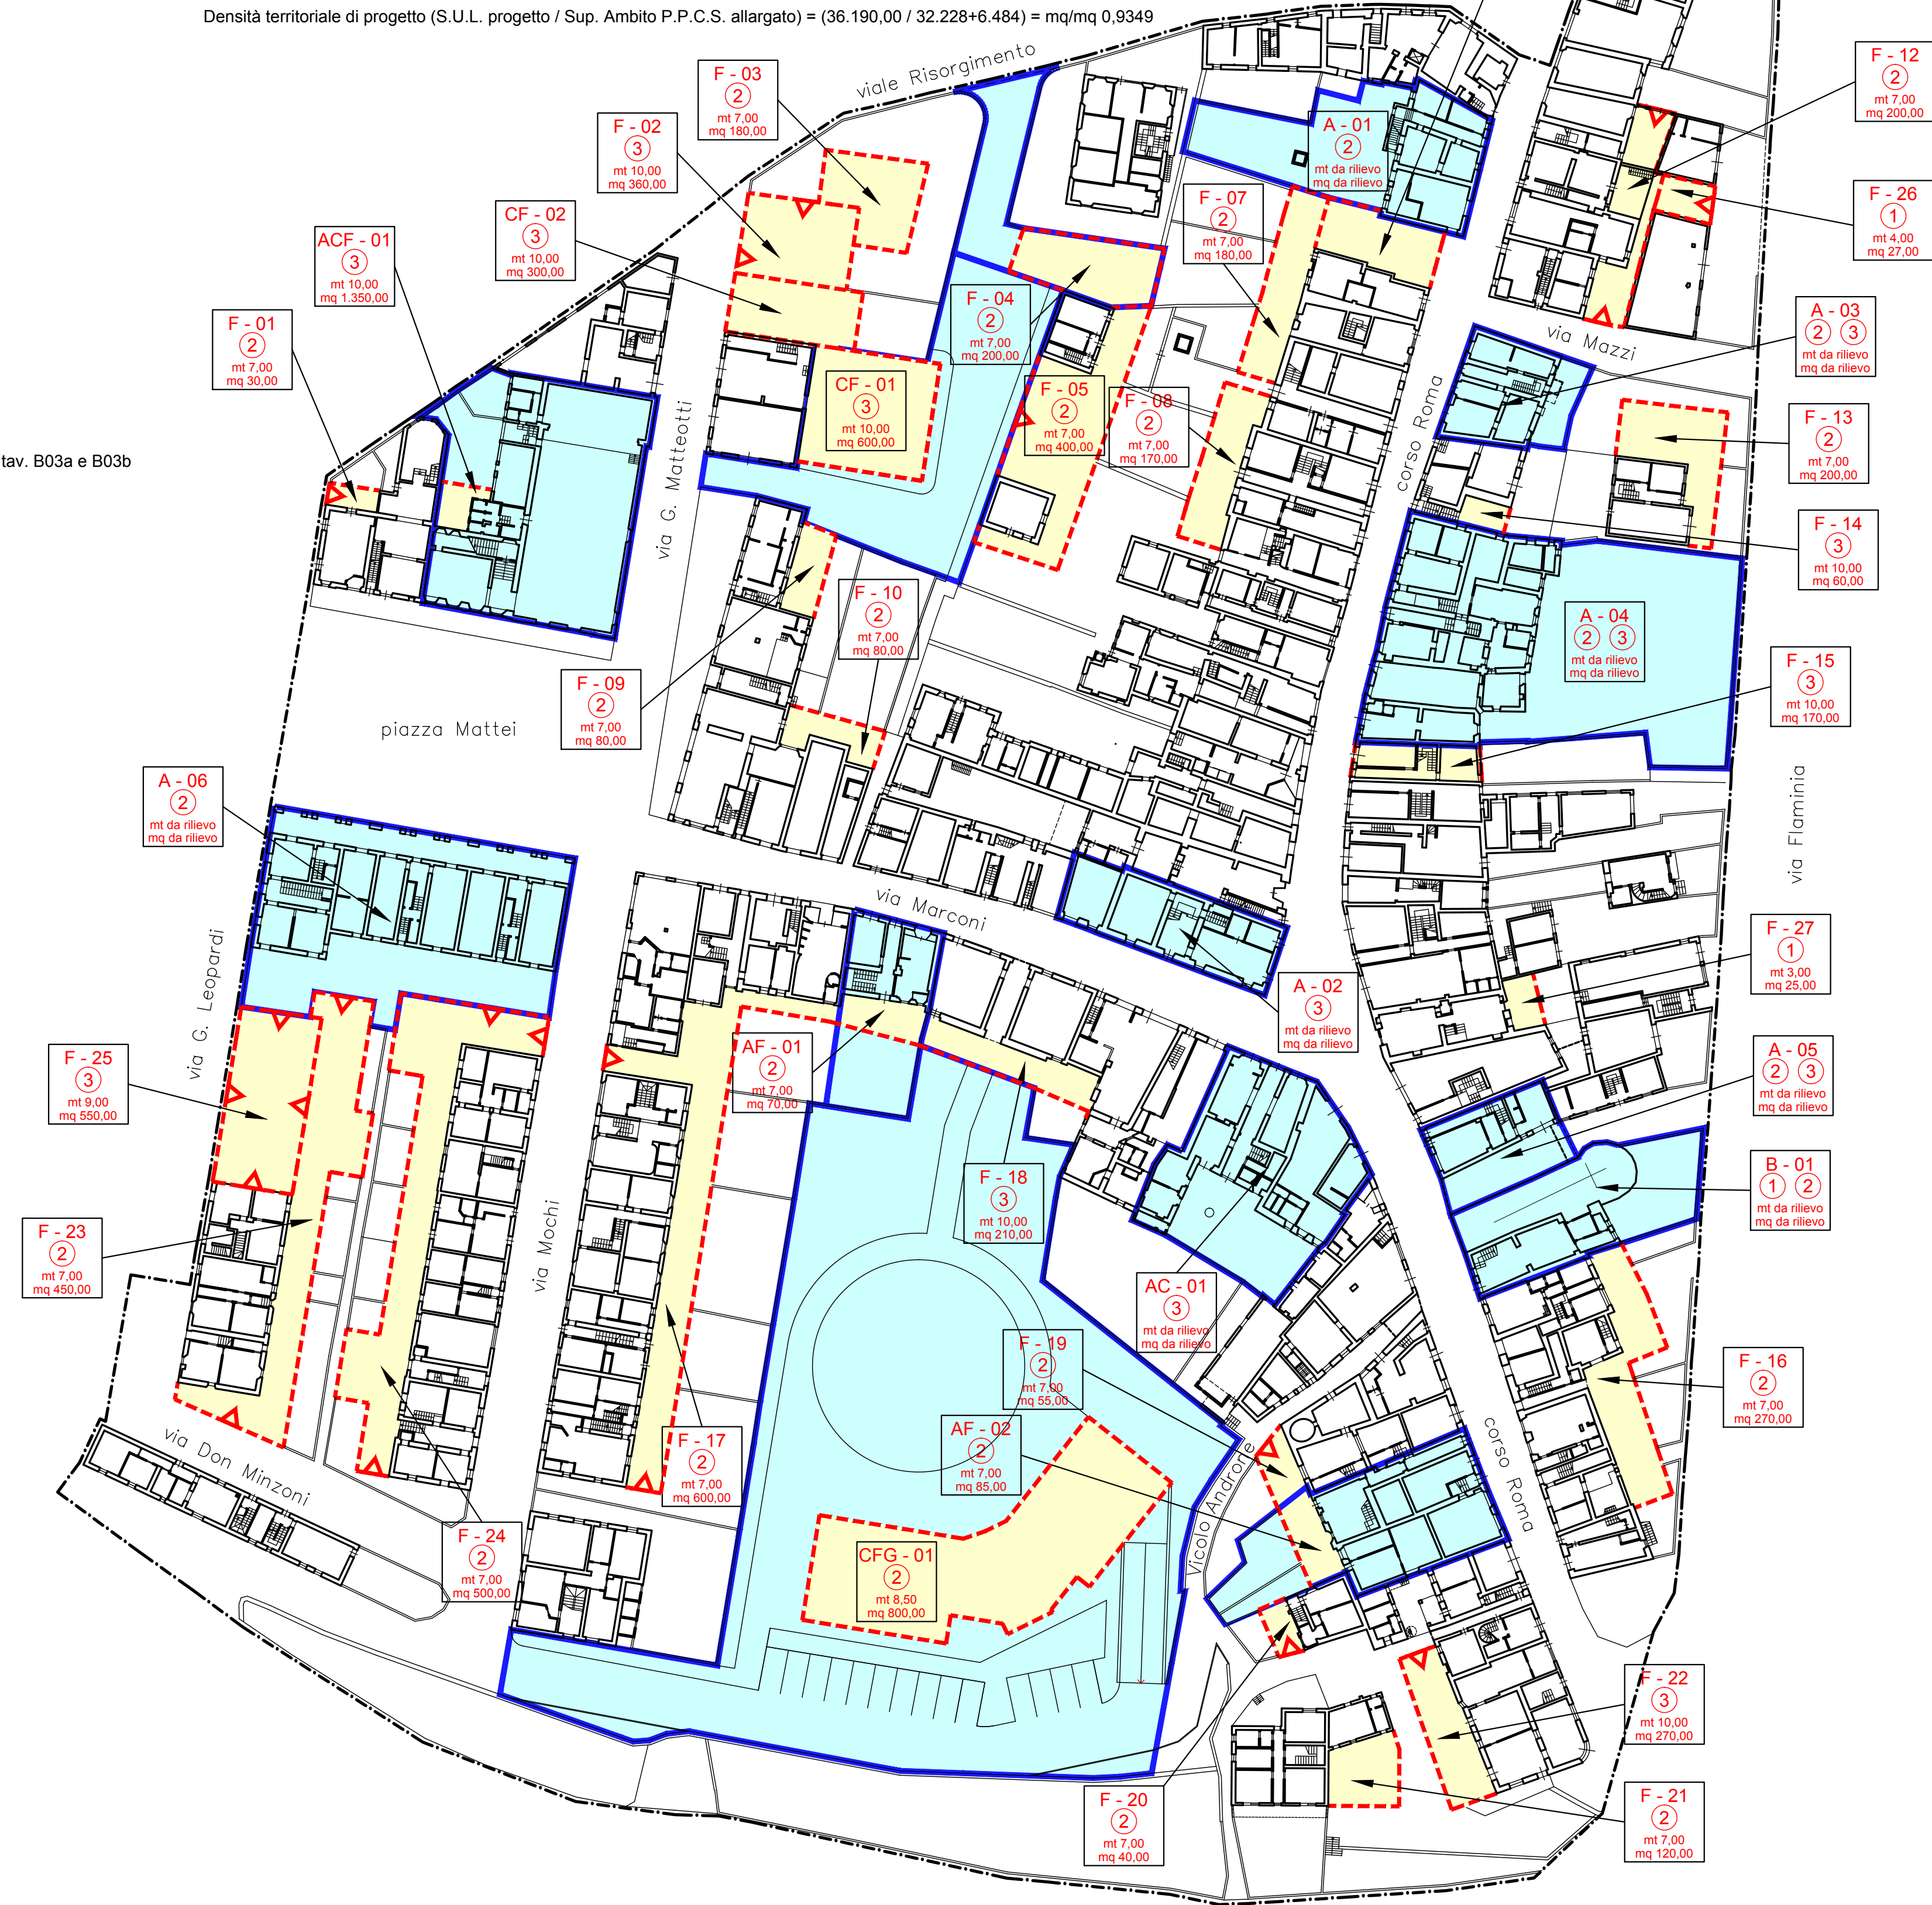 Densità territoriale di progetto (S.U.L. progetto / Sup. Ambito P.P.C.S. allargato) = (36.190,00 / 32.228+6.484) = mq/mq 0,9349
viale Risorgimento
F - 03
2
mt 7,00
mq 180,00
F - 12
2
mt 7,00
mq 200,00
F - 02
3
mt 10,00
mq 360,00
A - 01
2
mt da rilievo
mq da rilievo
CF - 02
3
mt 10,00
mq 300,00
F - 07
2
mt 7,00
mq 180,00
F - 26
1
mt 4,00
mq 27,00
ACF - 01
3
mt 10,00
mq 1.350,00
F - 01
2
mt 7,00
mq 30,00
F - 04
2
mt 7,00
mq 200,00
via Mazzi
A - 03
2 3
mt da rilievo
mq da rilievo
CF - 01
3
mt 10,00
mq 600,00
F - 05
2
mt 7,00
mq 400,00
F - 08
2
mt 7,00
mq 170,00
corso Roma
F - 13
2
mt 7,00
mq 200,00
via G. Matteotti
tav. B03a e B03b
F - 14
3
mt 10,00
mq 60,00
F - 10
2
mt 7,00
mq 80,00
A - 04
2 3
mt da rilievo
mq da rilievo
F - 15
3
mt 10,00
mq 170,00
F - 09
2
mt 7,00
mq 80,00
piazza Mattei
A - 06
2
mt da rilievo
mq da rilievo
via Flaminia
via Marconi
F - 27
1
mt 3,00
mq 25,00
via G. Leopardi
A - 02
3
mt da rilievo
mq da rilievo
AF - 01
2
mt 7,00
mq 70,00
F - 25
3
mt 9,00
mq 550,00
A - 05
2 3
mt da rilievo
mq da rilievo
F - 18
3
mt 10,00
mq 210,00
B - 01
1 2
mt da rilievo
mq da rilievo
F - 23
2
mt 7,00
mq 450,00
via Mochi
AC - 01
3
mt da rilievo
mq da rilievo
F - 19
2
mt 7,00
mq 55,00
F - 16
2
mt 7,00
mq 270,00
via Don Minzoni
F - 17
2
mt 7,00
mq 600,00
AF - 02
2
mt 7,00
mq 85,00
Vicolo Androne
corso Roma
F - 24
2
mt 7,00
mq 500,00
CFG - 01
2
mt 8,50
mq 800,00
F - 22
3
mt 10,00
mq 270,00
F - 20
2
mt 7,00
mq 40,00
F - 21
2
mt 7,00
mq 120,00